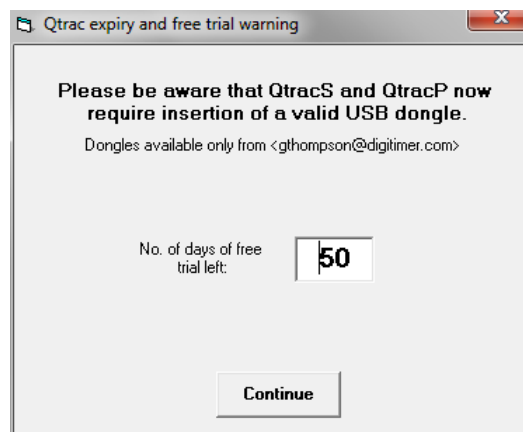 Qtrac expiry and free trial warning
Please be aware that QtracS and QtracP now
require insertion of a valid USB dongle.
Dongles available only from <gthompson@digitimer.com>
No. of days of free
trial left:
50
Continue